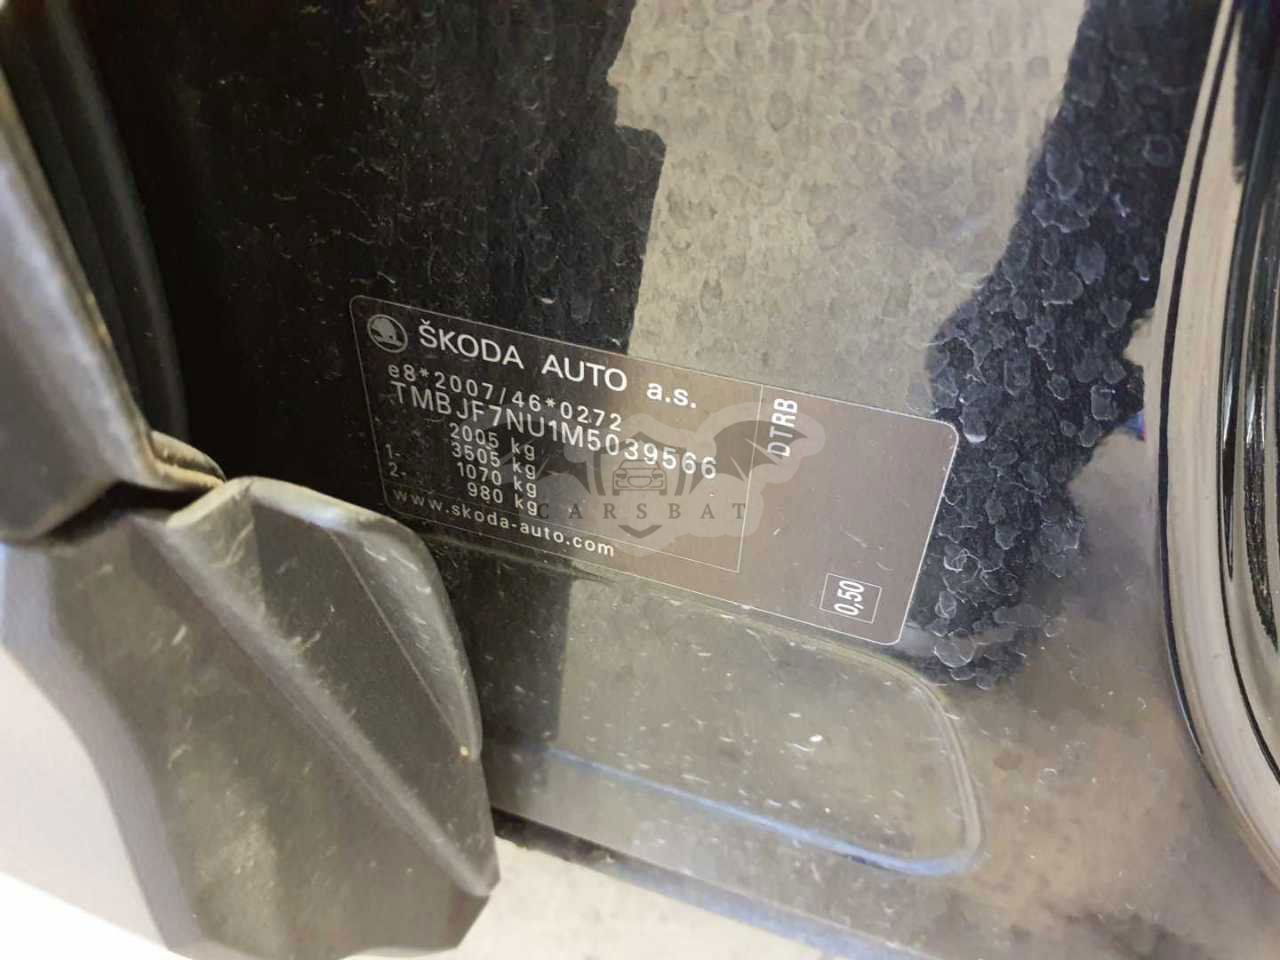 ŠKODA AUTO a.s.
e8*2007/46*0272
TMBJF7NU1M5039566
2005 kg
3505 kg
1- 1070 kg
2- 980 kg
www.skoda-auto.com
DTRB
0,50
CARSBAT